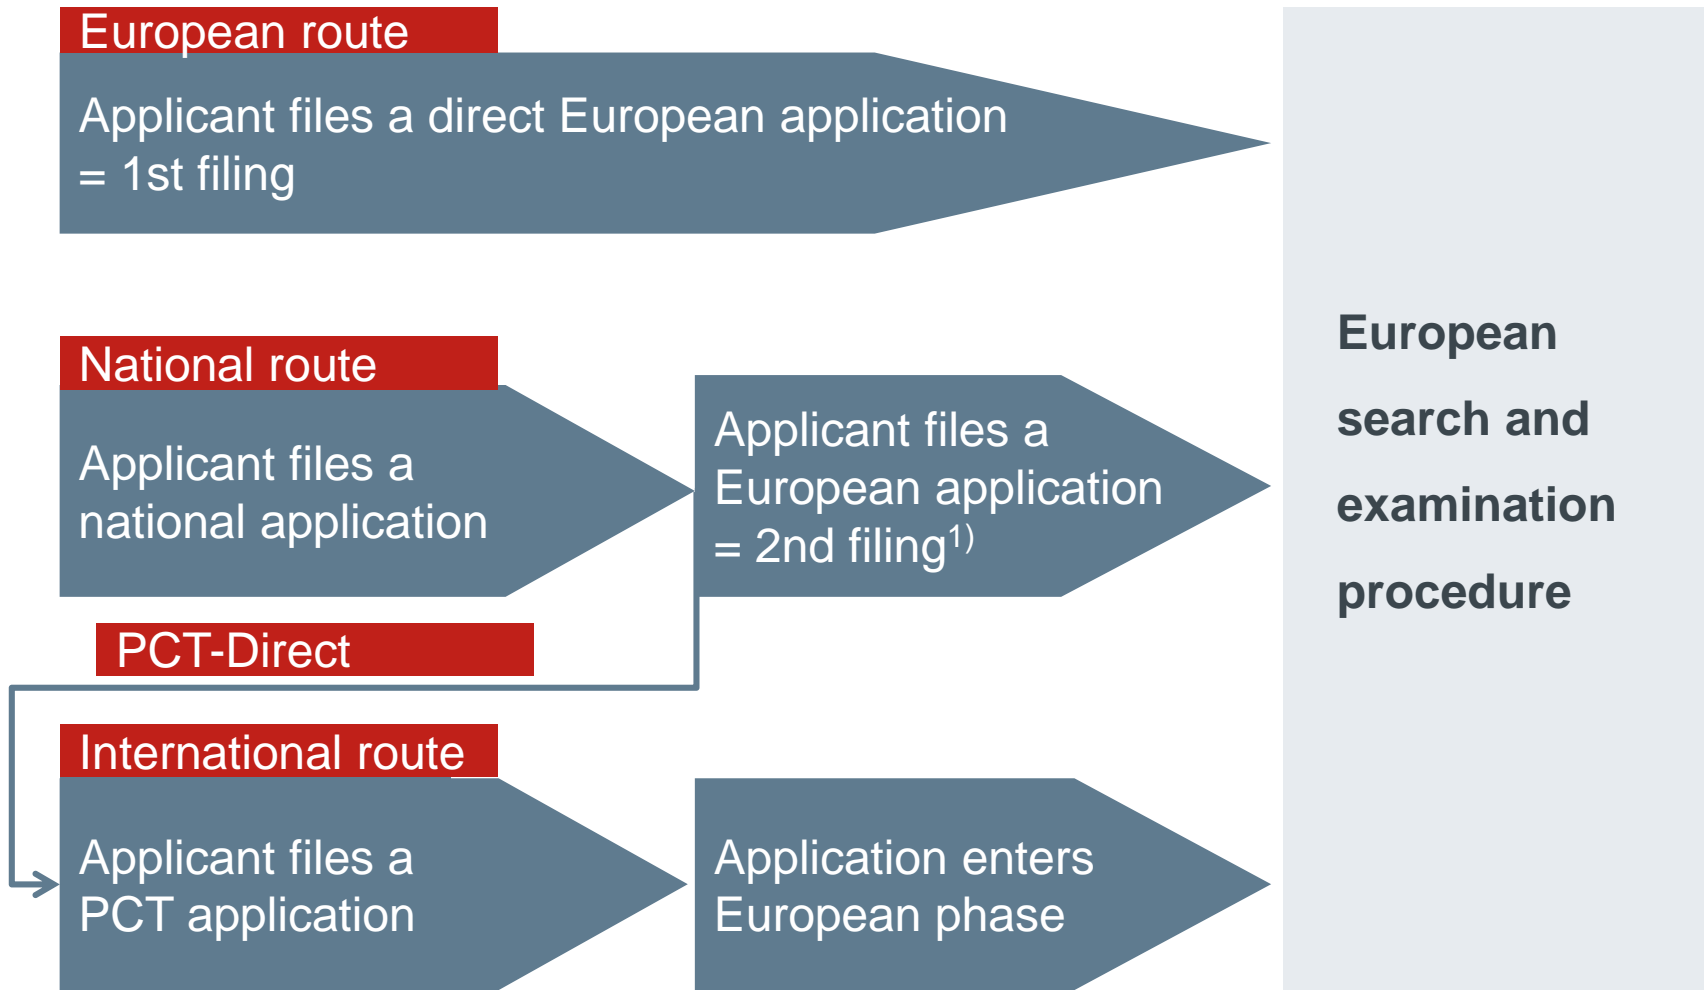 European route
Applicant files a direct European application
= 1st filing
National route
Applicant files a
national application
Applicant files a
European application
= 2nd filing1)
PCT-Direct
International route
Applicant files a
PCT application
Application enters
European phase
European
search and
examination
procedure